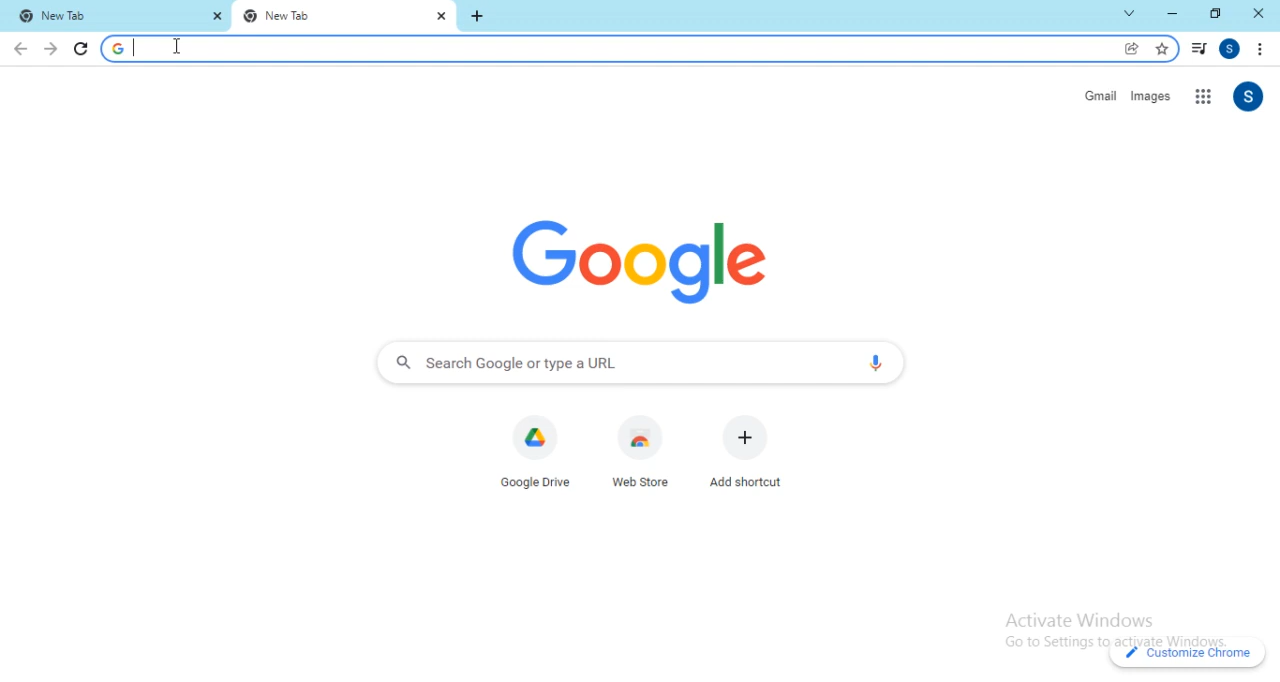 New Tab
New Tab
S
Gmail Images
S
Google
Search Google or type a URL
Google Drive
Web Store
Add shortcut
Activate Windows
Go to Settings to activate Windows.
Customize Chrome